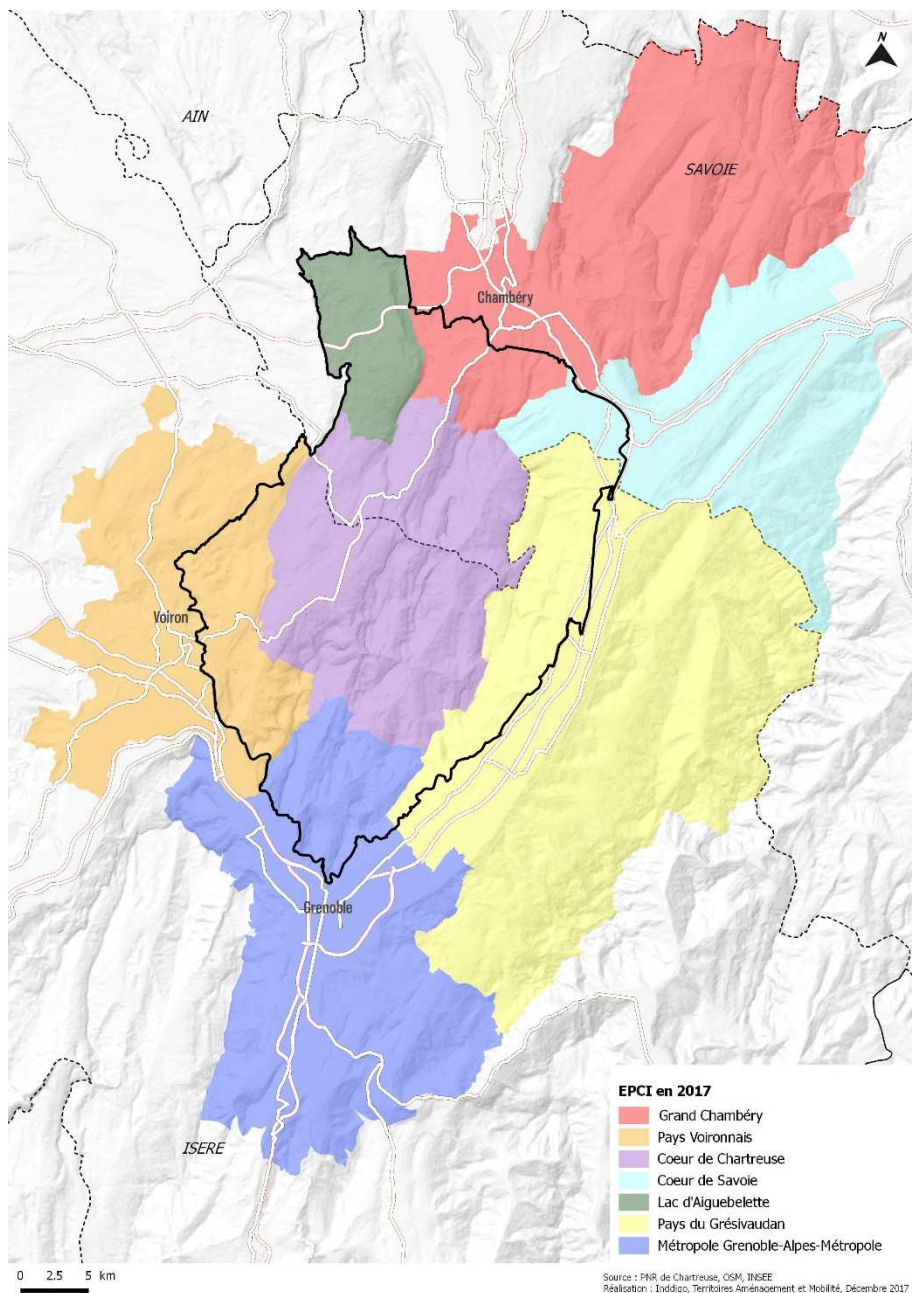 N
AIN
SAVOIE
Chambéry
Voiron
Grenoble
ISERE
EPCI en 2017
Grand Chambéry
Pays Voironnais
Coeur de Chartreuse
Coeur de Savoie
Lac d'Aiguebelette
Pays du Grésivaudan
Métropole Grenoble-Alpes-Métropole
0 2.5 5 km
Source : PNR de Chartreuse, OSM, INSEE
Réalisation : Inddigo, Territoires Aménagement et Mobilité, Décembre 2017